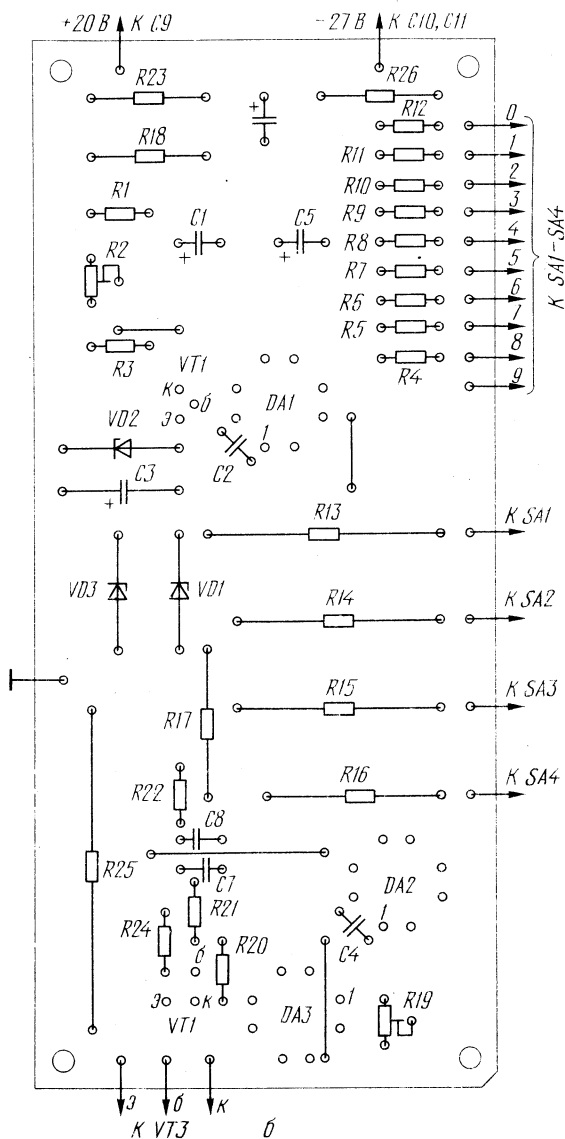 +20 В К С9
-27 В К С10, С11
R23
R26
R12
0
R18
R11
1
R10
2
R1
R9
3
C1
C5
R8
4
R2
R7
5
R6
6
R5
7
R3
VT1
R4
8
к
б
DA1
9
К SA1-SA4
э
VD2
1
C2
C3
+
+
+
+
R13
К SA1
VD3
VD1
R14
К SA2
R15
К SA3
R17
R16
К SA4
R22
C8
R25
C7
DA2
R21
1
R24
C4
б
R20
э
к
1
R19
VT1
DA3
э
б
к
К VT3
б